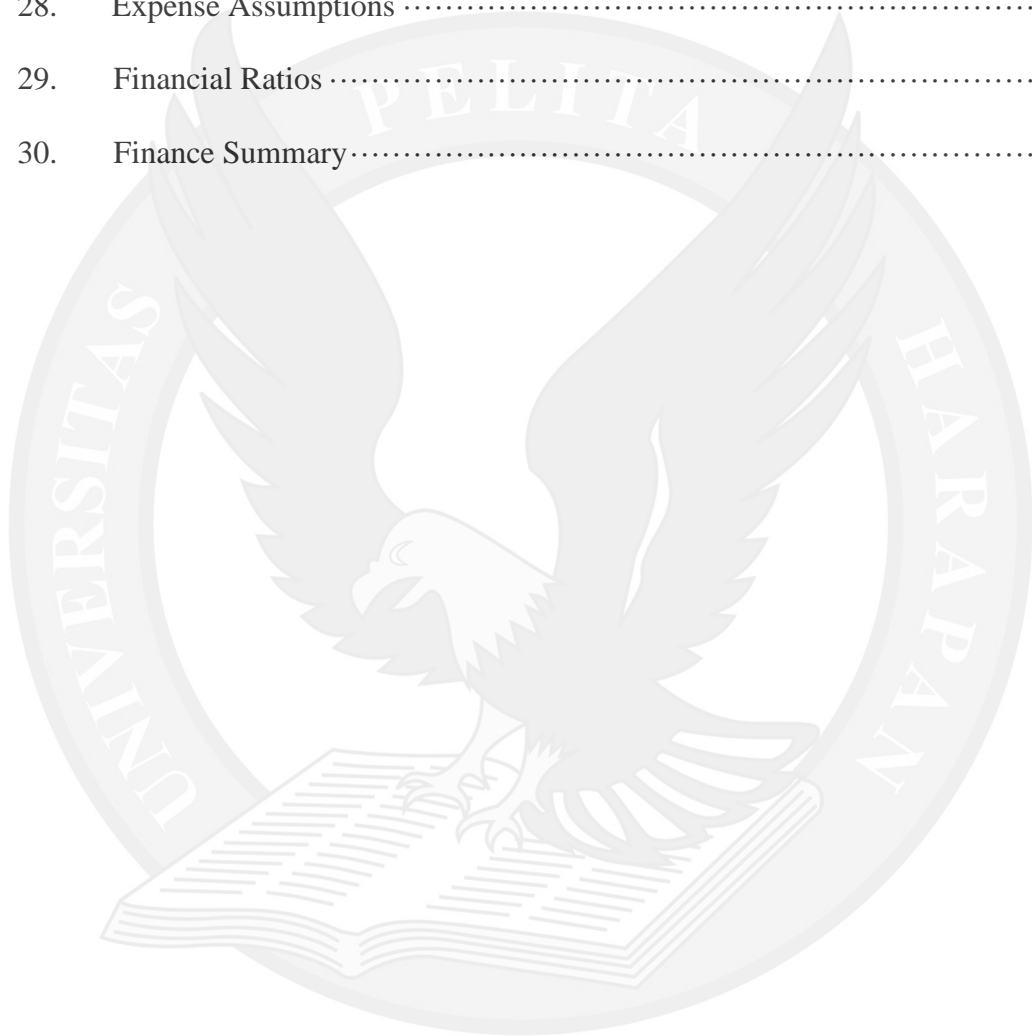 28. Expense Assumptions ································································
29. Financial Ratios ········································································
30. Finance Summary······································································
UNIVERSITAS PELITA HARAPAN